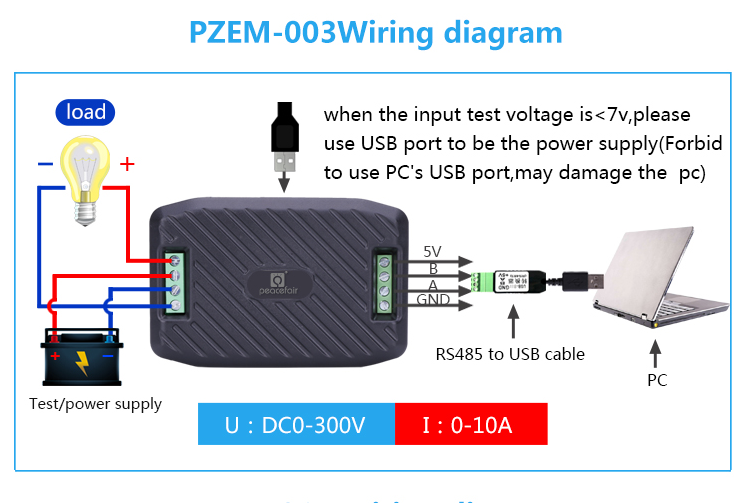 PZEM-003Wiring diagram
load
when the input test voltage is<7v,please
use USB port to be the power supply(Forbid
to use PC's USB port,may damage the pc)
− +
5V
B
A
GND
peacefair
RS485 to USB cable
PC
+ −
Test/power supply
U：DC0-300V
I：0-10A